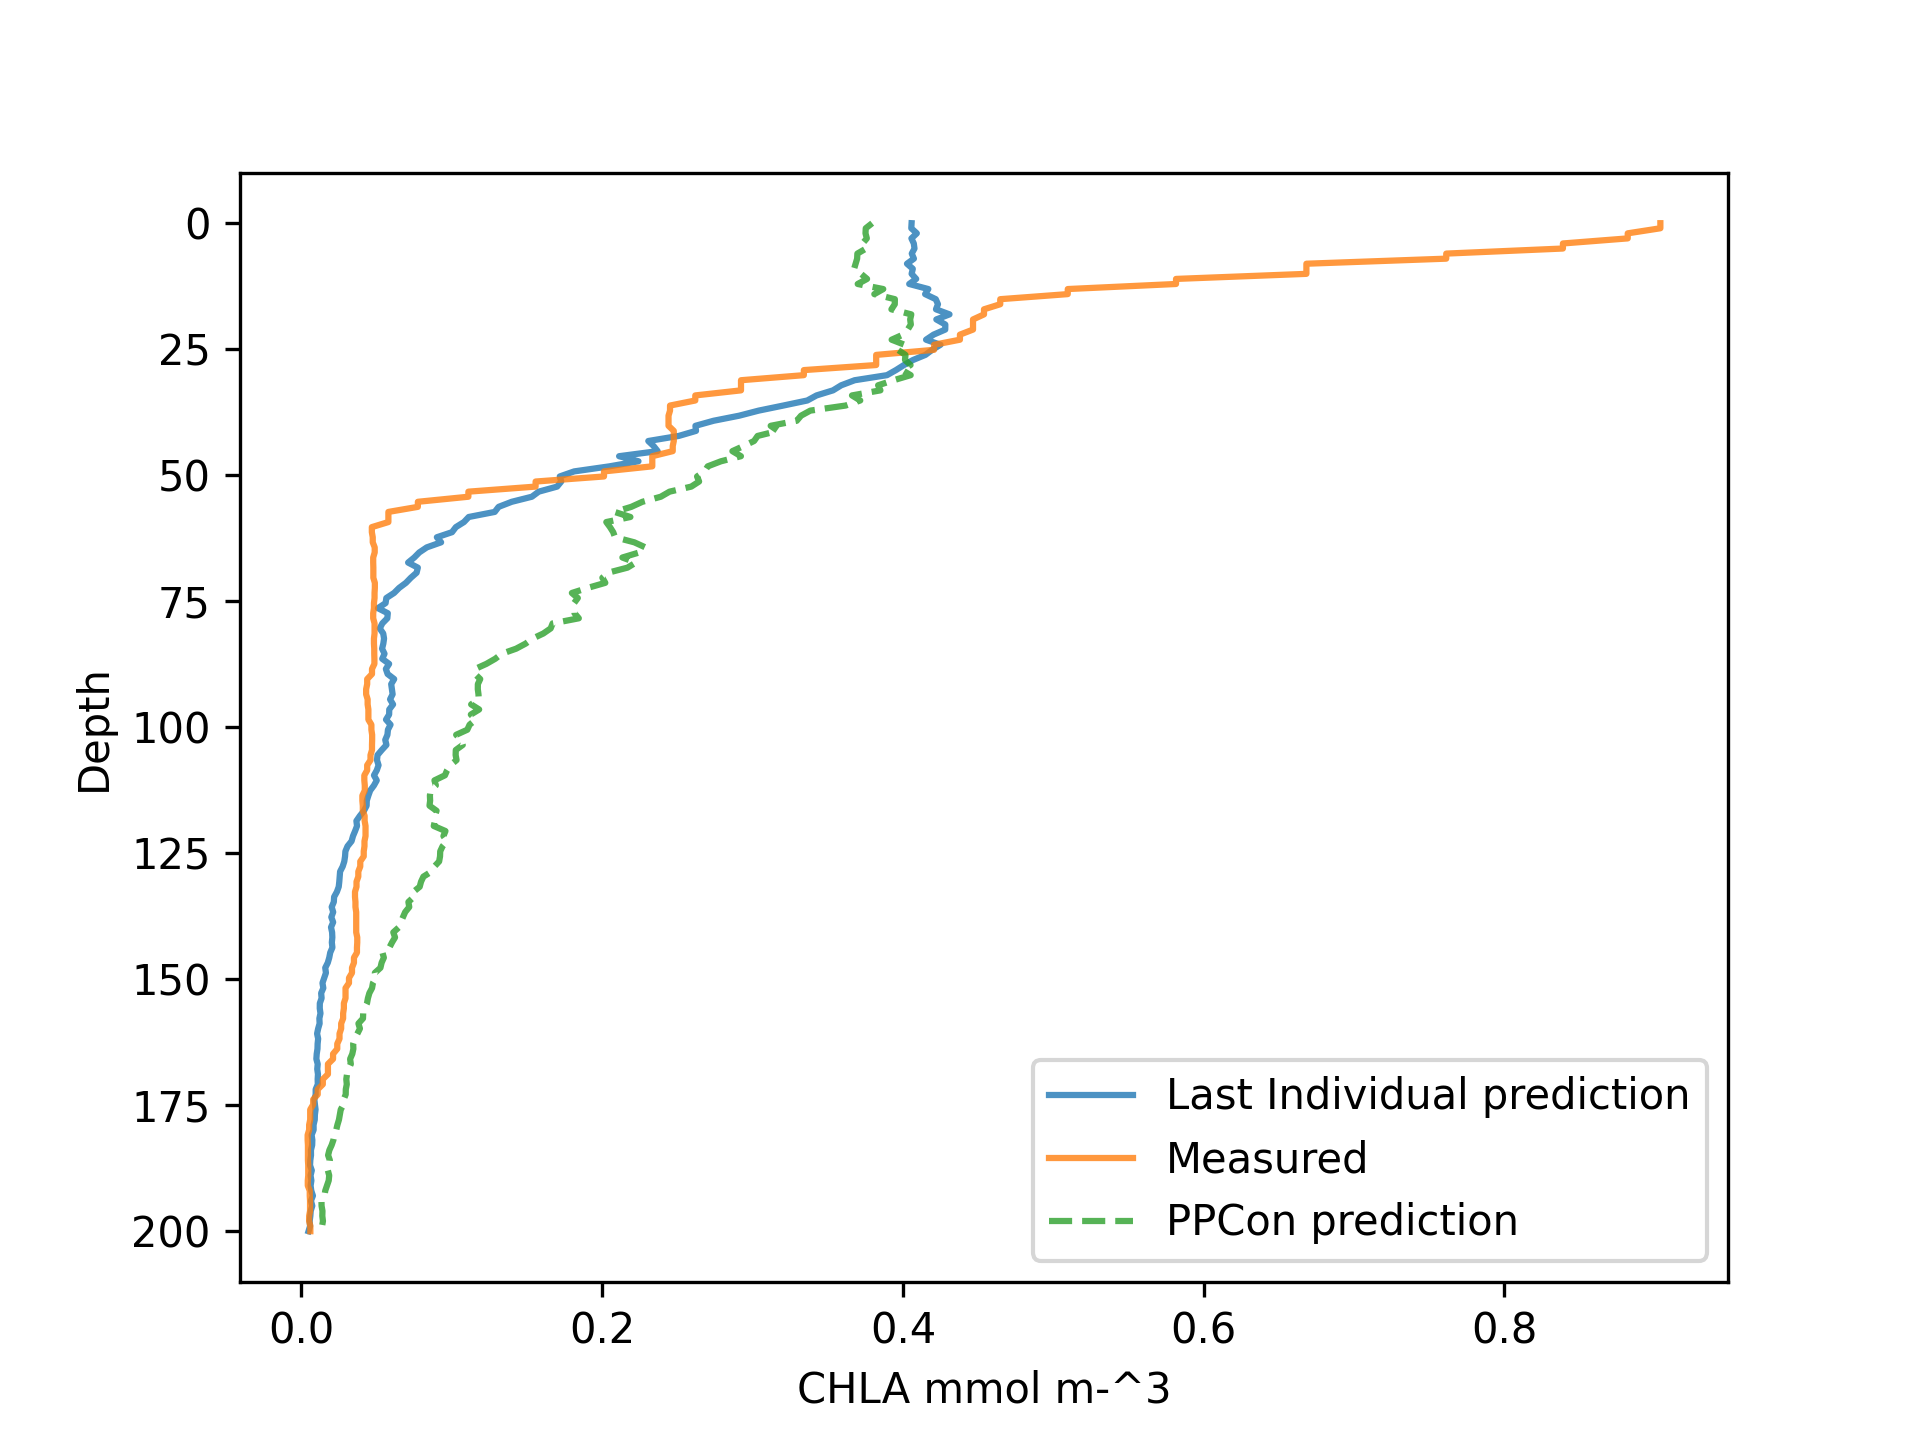 0
25
50
75
100
125
150
175
200
Depth
0.0 0.2 0.4 0.6 0.8
CHLA mmol m-^3
Last Individual prediction
Measured
PPCon prediction